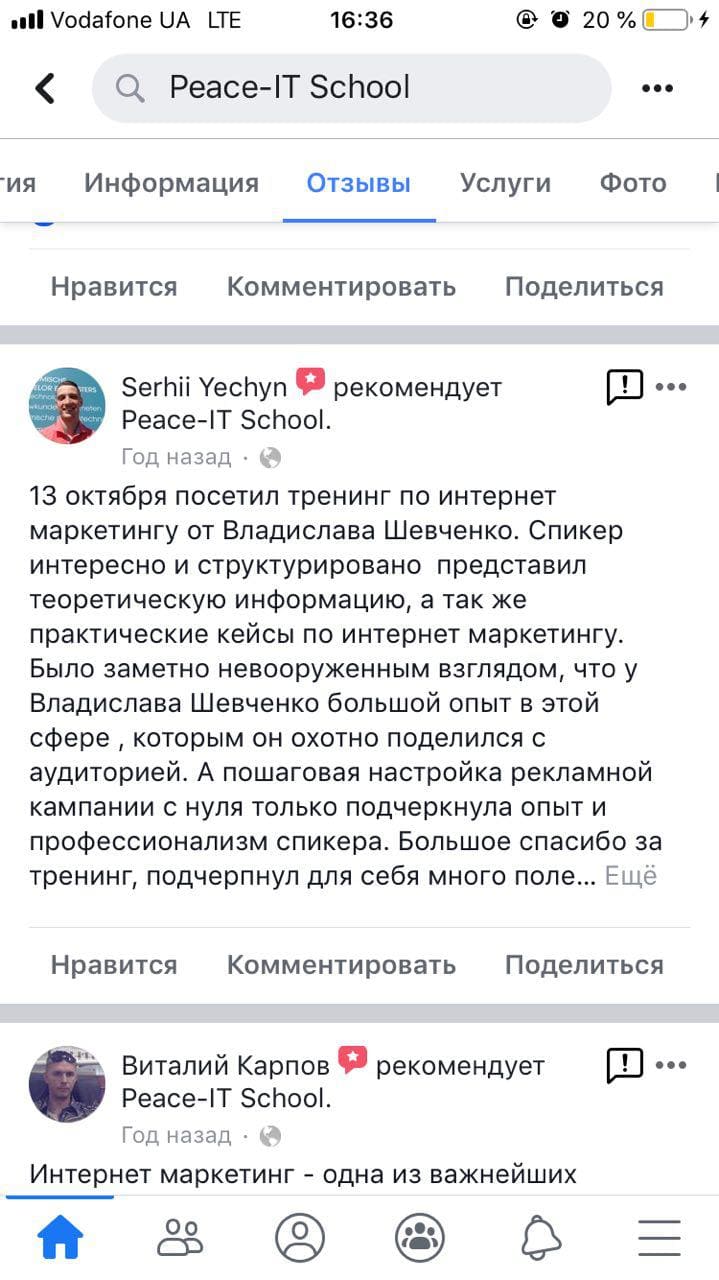 Vodafone UA LTE 16:36 20 %
Peace-IT School
Информация Отзывы Услуги Фото
Нравится Комментировать Поделиться
Serhii Yechyn рекомендует
Peace-IT School.
Год назад ·
13 октября посетил тренинг по интернет
маркетингу от Владислава Шевченко. Спикер
интересно и структурировано представил
теоретическую информацию, а так же
практические кейсы по интернет маркетингу.
Было заметно невооруженным взглядом, что у
Владислава Шевченко большой опыт в этой
сфере , которым он охотно поделился с
аудиторией. А пошаговая настройка рекламной
кампании с нуля только подчеркнула опыт и
профессионализм спикера. Большое спасибо за
тренинг, подчерпнул для себя много поле... Ещё
Нравится Комментировать Поделиться
Виталий Карпов рекомендует
Peace-IT School.
Год назад ·
Интернет маркетинг - одна из важнейших